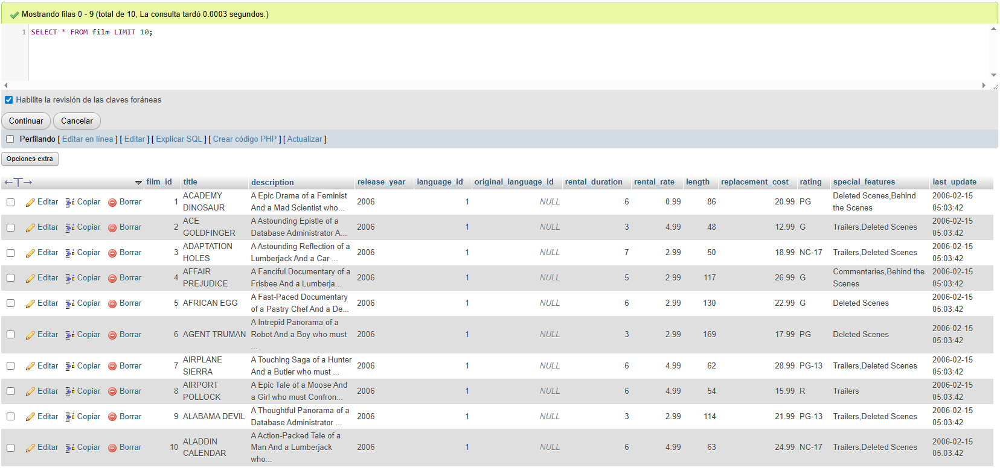 Mostrando filas 0 - 9 (total de 10, La consulta tardó 0.0003 segundos.)
1 SELECT * FROM film LIMIT 10;
Habilite la revisión de las claves foráneas
Continuar Cancelar
Perfilando [ Editar en línea ] [ Editar ] [ Explicar SQL ] [ Crear código PHP ] [ Actualizar ]
Opciones extra
←T→ film_id title description release_year language_id original_language_id rental_duration rental_rate length replacement_cost rating special_features last_update
ACADEMY A Epic Drama of a Feminist Deleted Scenes,Behind 2006-02-15
Editar Copiar Borrar 1 2006 1 NULL 6 0.99 86 20.99 PG
DINOSAUR And a Mad Scientist who... the Scenes 05:03:42
ACE A Astounding Epistle of a 2006-02-15
Editar Copiar Borrar 2 2006 1 NULL 3 4.99 48 12.99 G Trailers,Deleted Scenes
GOLDFINGER Database Administrator A... 05:03:42
ADAPTATION A Astounding Reflection of a 2006-02-15
Editar Copiar Borrar 3 2006 1 NULL 7 2.99 50 18.99 NC-17 Trailers,Deleted Scenes
HOLES Lumberjack And a Car ... 05:03:42
AFFAIR A Fanciful Documentary of a Commentaries,Behind the 2006-02-15
Editar Copiar Borrar 4 2006 1 NULL 5 2.99 117 26.99 G
PREJUDICE Frisbee And a Lumberja... Scenes 05:03:42
A Fast-Paced Documentary 2006-02-15
Editar Copiar Borrar 5 AFRICAN EGG 2006 1 NULL 6 2.99 130 22.99 G Deleted Scenes
of a Pastry Chef And a De... 05:03:42
A Intrepid Panorama of a 2006-02-15
Editar Copiar Borrar 6 AGENT TRUMAN Robot And a Boy who must 2006 1 NULL 3 2.99 169 17.99 PG Deleted Scenes
... 05:03:42
AIRPLANE A Touching Saga of a Hunter 2006-02-15
Editar Copiar Borrar 7 2006 1 NULL 6 4.99 62 28.99 PG-13 Trailers,Deleted Scenes
SIERRA And a Butler who must ... 05:03:42
AIRPORT A Epic Tale of a Moose And 2006-02-15
Editar Copiar Borrar 8 2006 1 NULL 6 4.99 54 15.99 R Trailers
POLLOCK a Girl who must Confron... 05:03:42
A Thoughtful Panorama of a 2006-02-15
Editar Copiar Borrar 9 ALABAMA DEVIL 2006 1 NULL 3 2.99 114 21.99 PG-13 Trailers,Deleted Scenes
Database Administrator ... 05:03:42
ALADDIN A Action-Packed Tale of a 2006-02-15
Editar Copiar Borrar 10 Man And a Lumberjack 2006 1 NULL 6 4.99 63 24.99 NC-17 Trailers,Deleted Scenes
CALENDAR who... 05:03:42